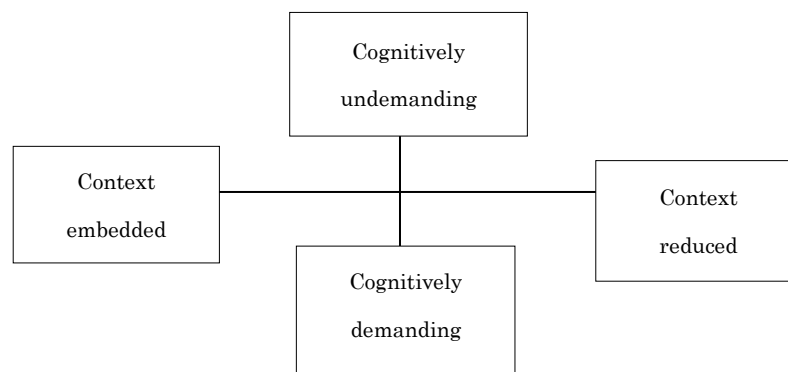 Cognitively
undemanding
Context
embedded
Context
reduced
Cognitively
demanding